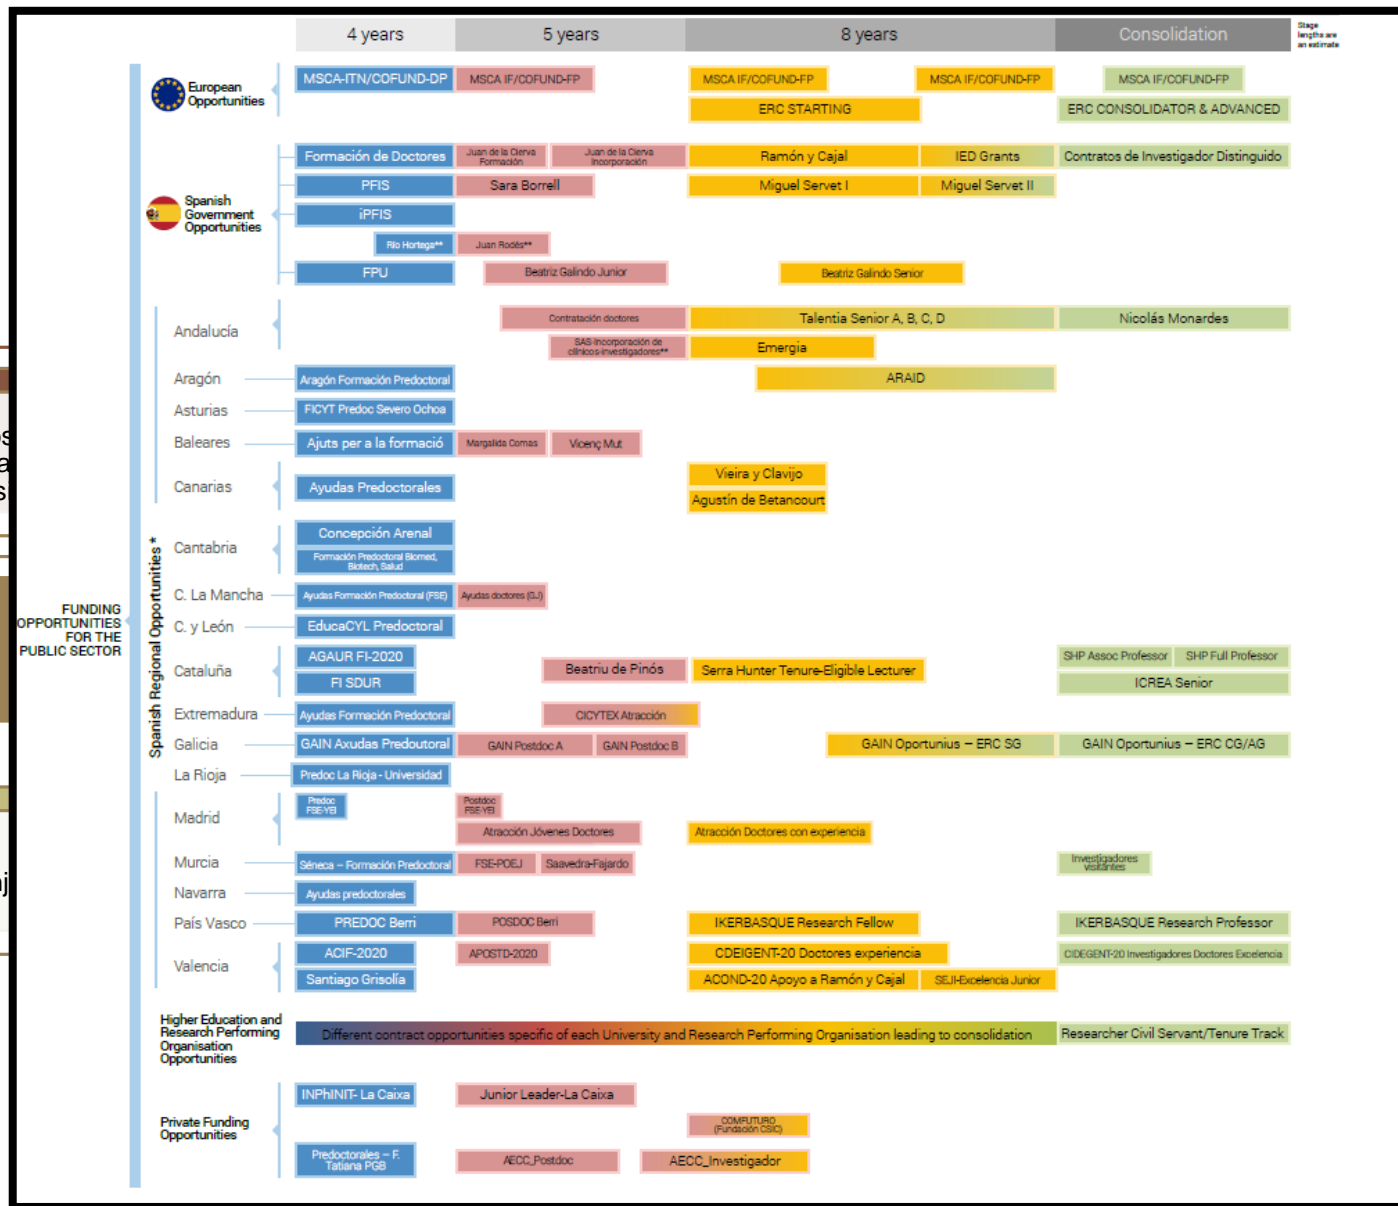 4 years
5 years
8 years
Consolidation
Stage
lengths are
an estimate
European
Opportunities
MSCA-ITN/COFUND-DP
MSCA IF/COFUND-FP
MSCA IF/COFUND-FP
MSCA IF/COFUND-FP
MSCA IF/COFUND-FP
ERC STARTING
ERC CONSOLIDATOR & ADVANCED
Spanish
Government
Opportunities
Formación de Doctores
Juan de la Cierva
Formación
Juan de la Cierva
Incorporación
Ramón y Cajal
IED Grants
Contratos de Investigador Distinguido
PFIS
Sara Borrell
Miguel Servet I
Miguel Servet II
iPFIS
Río Hortega**
Juan Rodés**
FPU
Beatriz Galindo Junior
Beatriz Galindo Senior
FUNDING
OPPORTUNITIES
FOR THE
PUBLIC SECTOR
Spanish Regional Opportunities *
Andalucía
Contratación doctores
Talentia Senior A, B, C, D
Nicolás Monardes
SAS-Incorporación de
clínicos-investigadores**
Emergia
Aragón
Aragón Formación Predoctoral
ARAID
Asturias
FICYT Predoc Severo Ochoa
Baleares
Ajuts per a la formació
Margalida Comas
Vicenç Mut
Canarias
Ayudas Predoctorales
Vieira y Clavijo
Agustín de Betancourt
Cantabria
Concepción Arenal
Formación Predoctoral Biomed,
Biotech, Salud
C. La Mancha
Ayudas Formación Predoctoral (FSE)
Ayudas doctores (GJ)
C. y León
EducaCYL Predoctoral
Cataluña
AGAUR FI-2020
FI SDUR
Beatriu de Pinós
Serra Hunter Tenure-Eligible Lecturer
SHP Assoc Professor
SHP Full Professor
ICREA Senior
Extremadura
Ayudas Formación Predoctoral
CICYTEX Atracción
Galicia
GAIN Axudas Predoutoral
GAIN Postdoc A
GAIN Postdoc B
GAIN Oportunius – ERC SG
GAIN Oportunius – ERC CG/AG
La Rioja
Predoc La Rioja - Universidad
Madrid
Predoc
FSE-YEI
Postdoc
FSE-YEI
Atracción Jóvenes Doctores
Atracción Doctores con experiencia
Murcia
Séneca – Formación Predoctoral
FSE-POEJ
Saavedra-Fajardo
Investigadores
visitantes
Navarra
Ayudas predoctorales
País Vasco
PREDOC Berri
POSDOC Berri
IKERBASQUE Research Fellow
IKERBASQUE Research Professor
Valencia
ACIF-2020
APOSTD-2020
CDEIGENT-20 Doctores experiencia
CIDEGENT-20 Investigadores Doctores Excelencia
Santiago Grisolía
ACOND-20 Apoyo a Ramón y Cajal
SEJI-Excelencia Junior
Higher Education and
Research Performing
Organisation
Opportunities
Different contract opportunities specific of each University and Research Performing Organisation leading to consolidation
Researcher Civil Servant/Tenure Track
Private Funding
Opportunities
INPhINIT- La Caixa
Junior Leader-La Caixa
COMFUTURO
(Fundación CSIC)
Predoctorales – F.
Tatiana PGB
AECC_Postdoc
AECC_Investigador